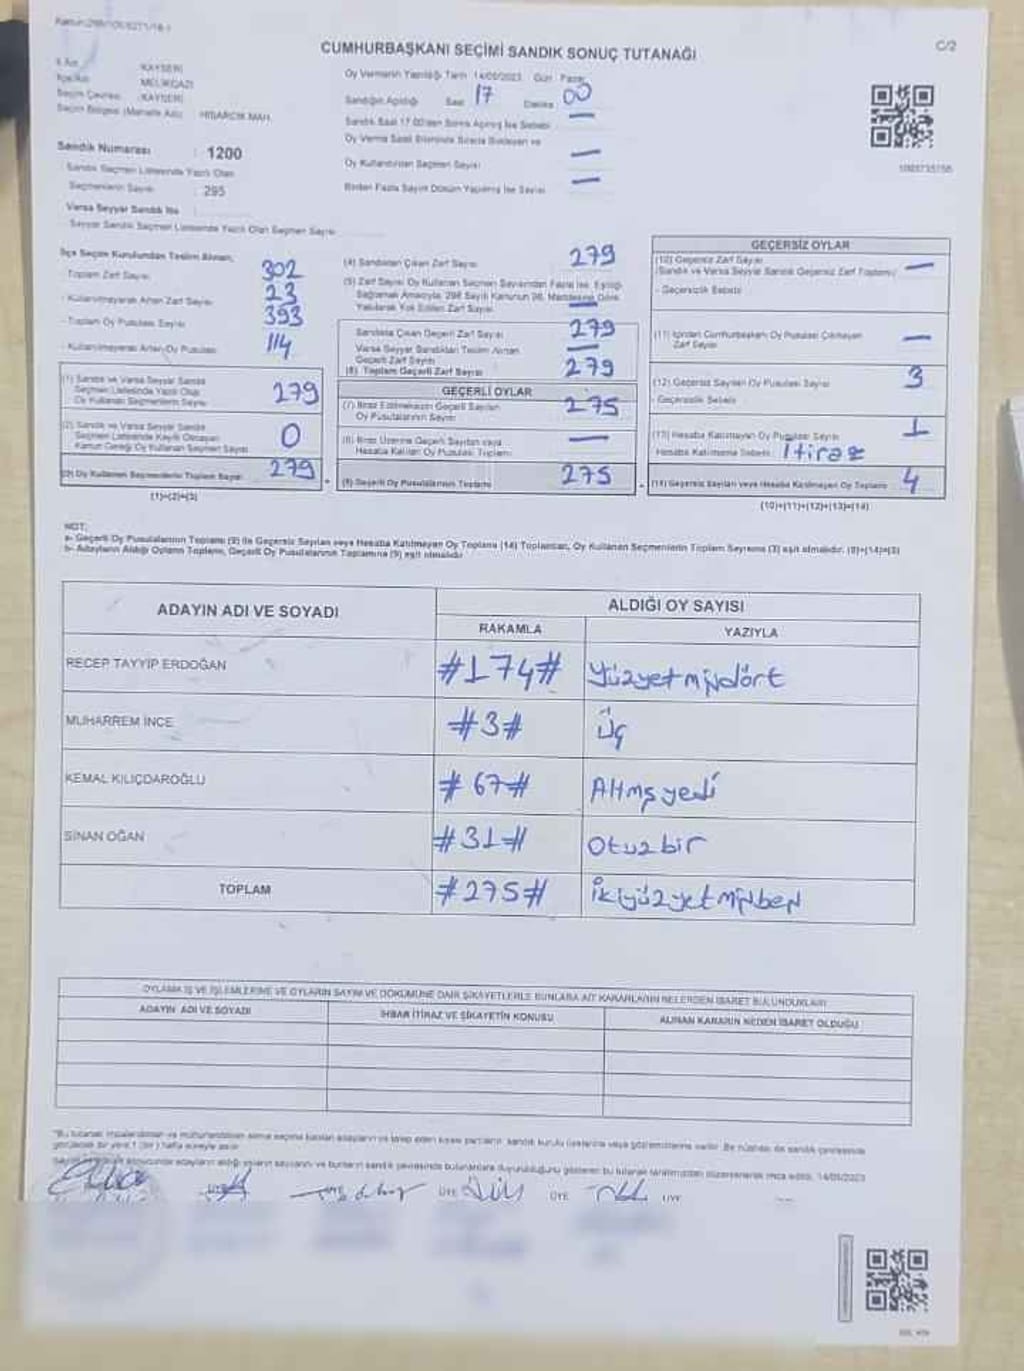 C/2
CUMHURBAŞKANI SEÇİMİ SANDIK SONUÇ TUTANAĞI
İl Adı KAYSERİ
İlçe Adı MELİKGAZİ
Seçim Çevresi KAYSERİ
Seçim Bölgesi (Mahalle Adı) HİSARCIK MAH.
Sandık Numarası : 1200
Sandık Seçmen Listesinde Yazılı Olan
Seçmenlerin Sayısı : 295
Varsa Seyyar Sandık No
Seyyar Sandık Seçmen Listesinde Yazılı Olan Seçmen Sayısı
Oy Vermenin Yapıldığı Tarih 14/05/2023 Gün Pazar
Sandığın Açıldığı Saat 17 Dakika 00
Sandık Saat 17.00'den Sonra Açılmış İse Sebebi —
Oy Verme Saati Bitiminde Sırada Bekleyen ve
Oy Kullandırılan Seçmen Sayısı —
Birden Fazla Sayım Döküm Yapılmış İse Sayısı —
İlçe Seçim Kurulundan Teslim Alınan;
- Toplam Zarf Sayısı 302
- Kullanılmayarak Artan Zarf Sayısı 23
- Toplam Oy Pusulası Sayısı 393
- Kullanılmayarak Artan Oy Pusulası 114
(1) Sandık ve Varsa Seyyar Sandık
Seçmen Listesinde Yazılı Olup
Oy Kullanan Seçmenlerin Sayısı 279
(2) Sandık ve Varsa Seyyar Sandık
Seçmen Listesinde Kayıtlı Olmayan
Kanun Gereği Oy Kullanan Seçmen Sayısı 0
(3) Oy Kullanan Seçmenlerin Toplam Sayısı 279
(1)+(2)=(3)
(4) Sandıktan Çıkan Zarf Sayısı 279
(5) Zarf Sayısı Oy Kullanan Seçmen Sayısından Fazla İse, Eşitliği
Sağlamak Amacıyla, 298 Sayılı Kanunun 98. Maddesine Göre
Yakılarak Yok Edilen Zarf Sayısı —
Sandıkta Çıkan Geçerli Zarf Sayısı 279
Varsa Seyyar Sandıktan Teslim Alınan
Geçerli Zarf Sayısı —
(6) Toplam Geçerli Zarf Sayısı 279
GEÇERLİ OYLAR
(7) İtiraz Edilmeksizin Geçerli Sayılan
Oy Pusulalarının Sayısı 275
(8) İtiraz Üzerine Geçerli Sayılan veya
Hesaba Katılan Oy Pusulası Toplamı —
(9) Geçerli Oy Pusulalarının Toplamı 275
GEÇERSİZ OYLAR
(10) Geçersiz Zarf Sayısı
(Sandık ve Varsa Seyyar Sandık Geçersiz Zarf Toplamı) —
- Geçersizlik Sebebi
(11) İçinden Cumhurbaşkanı Oy Pusulası Çıkmayan
Zarf Sayısı —
(12) Geçersiz Sayılan Oy Pusulası Sayısı 3
- Geçersizlik Sebebi
(13) Hesaba Katılmayan Oy Pusulası Sayısı 1
Hesaba Katılmama Sebebi İtiraz
(14) Geçersiz Sayılan veya Hesaba Katılmayan Oy Toplamı 4
(10)+(11)+(12)+(13)=(14)
NOT:
a- Geçerli Oy Pusulalarının Toplamı (9) ile Geçersiz Sayılan veya Hesaba Katılmayan Oy Toplamı (14) Toplamları, Oy Kullanan Seçmenlerin Toplam Sayısına (3) eşit olmalıdır. (9)+(14)=(3)
b- Adayların Aldığı Oyların Toplamı, Geçerli Oy Pusulalarının Toplamına (9) eşit olmalıdır.
ADAYIN ADI VE SOYADI ALDIĞI OY SAYISI
RAKAMLA YAZIYLA
RECEP TAYYİP ERDOĞAN #174# Yüzyetmişdört
MUHARREM İNCE #3# Üç
KEMAL KILIÇDAROĞLU #67# Altmışyedi
SİNAN OĞAN #31# Otuzbir
TOPLAM #275# İkiyüzyetmişbeş
OYLAMA İŞ VE İŞLEMLERİNE VE OYLARIN SAYIM VE DÖKÜMÜNE DAİR ŞİKAYETLERLE BUNLARA AİT KARARLARIN NELERDEN İBARET BULUNDUKLARI
ADAYIN ADI VE SOYADI İHBAR İTİRAZ VE ŞİKAYETİN KONUSU ALINAN KARARIN NEDEN İBARET OLDUĞU
ÜYE ÜYE ÜYE